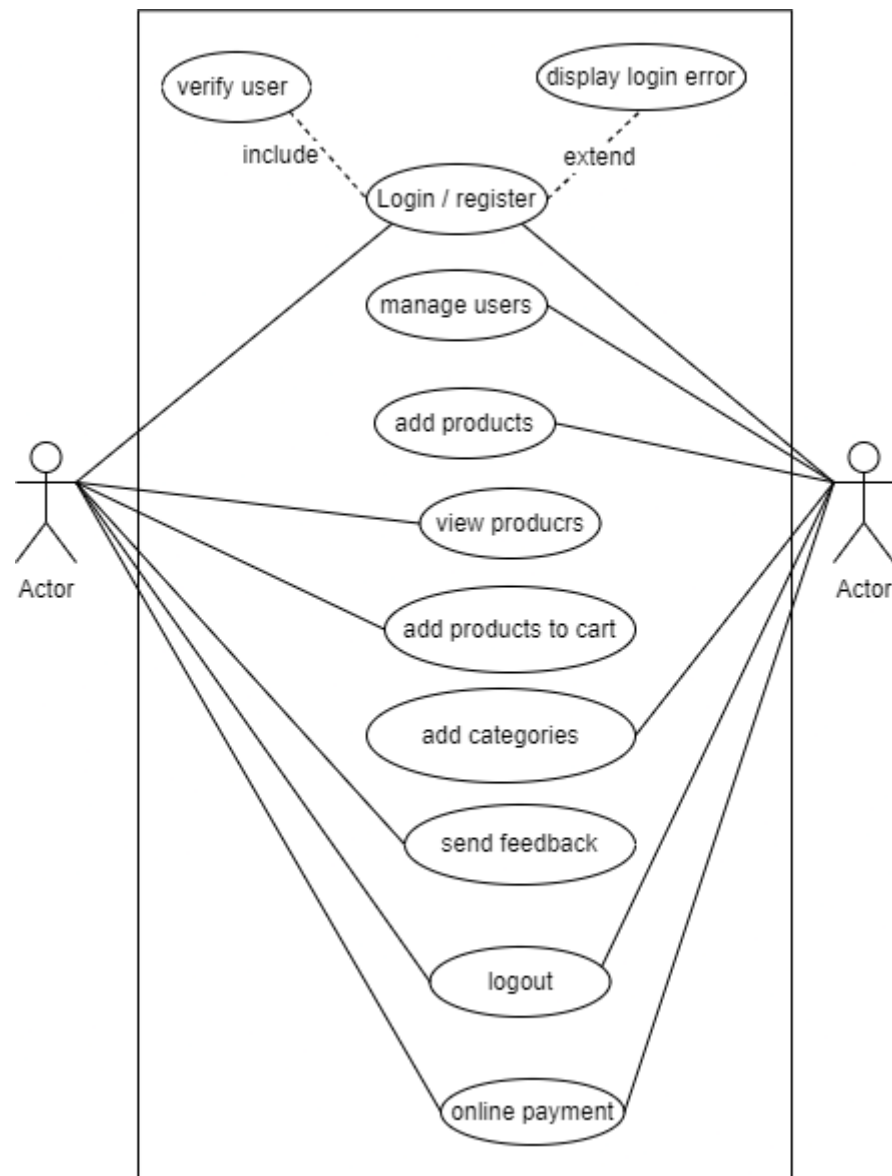 verify user
display login error
include
extend
Login / register
manage users
add products
view producrs
Actor
Actor
add products to cart
add categories
send feedback
logout
online payment